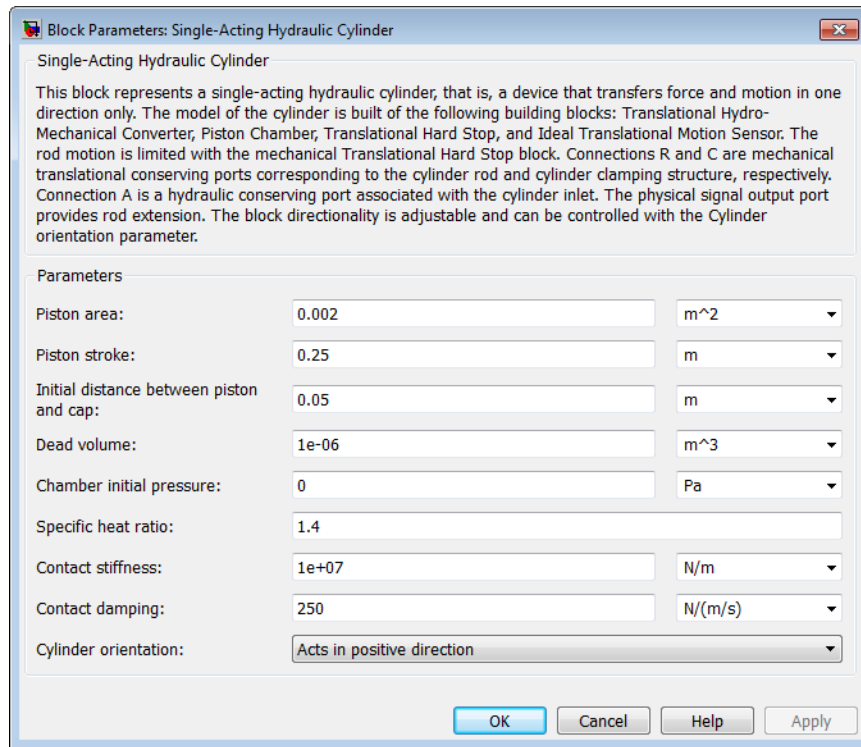 Block Parameters: Single-Acting Hydraulic Cylinder
Single-Acting Hydraulic Cylinder
This block represents a single-acting hydraulic cylinder, that is, a device that transfers force and motion in one
direction only. The model of the cylinder is built of the following building blocks: Translational Hydro-
Mechanical Converter, Piston Chamber, Translational Hard Stop, and Ideal Translational Motion Sensor. The
rod motion is limited with the mechanical Translational Hard Stop block. Connections R and C are mechanical
translational conserving ports corresponding to the cylinder rod and cylinder clamping structure, respectively.
Connection A is a hydraulic conserving port associated with the cylinder inlet. The physical signal output port
provides rod extension. The block directionality is adjustable and can be controlled with the Cylinder
orientation parameter.
Parameters
Piston area: 0.002 m^2
Piston stroke: 0.25 m
Initial distance between piston
and cap: 0.05 m
Dead volume: 1e-06 m^3
Chamber initial pressure: 0 Pa
Specific heat ratio: 1.4
Contact stiffness: 1e+07 N/m
Contact damping: 250 N/(m/s)
Cylinder orientation: Acts in positive direction
OK Cancel Help Apply